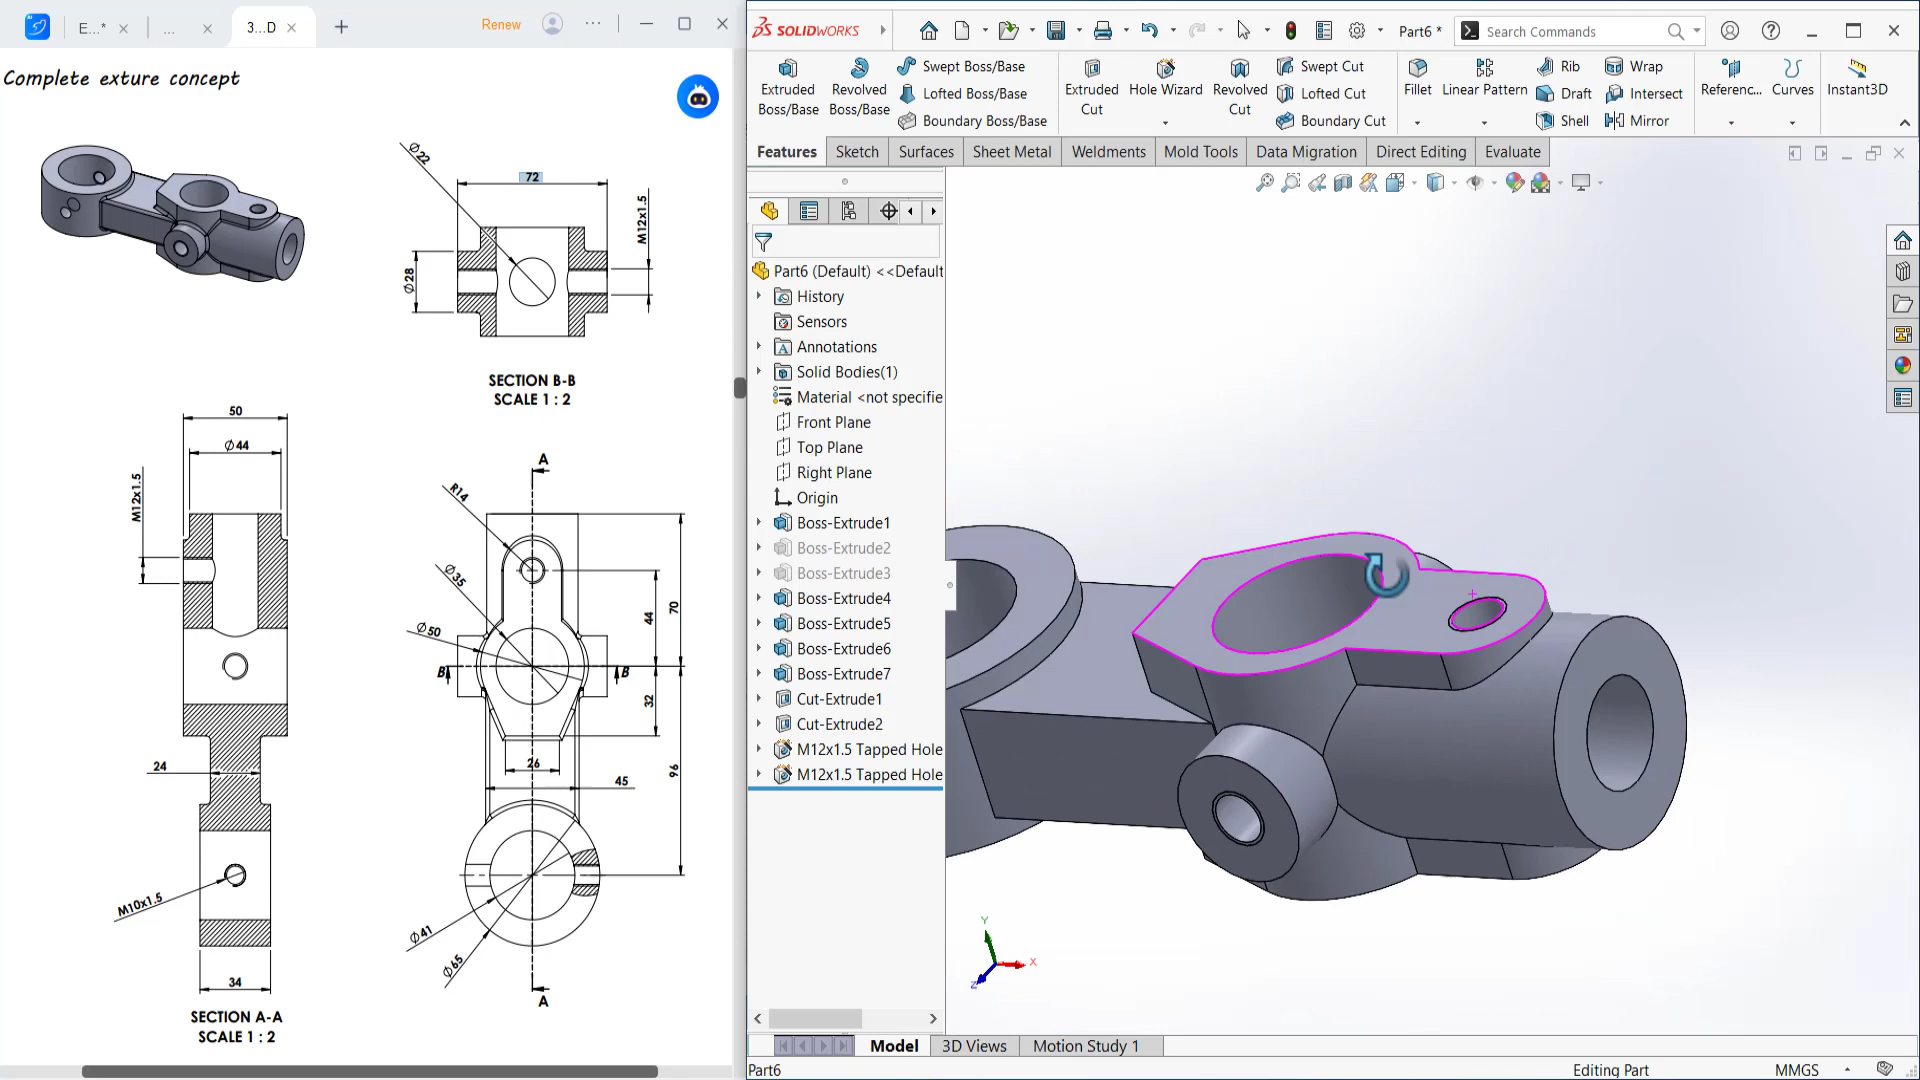 E...*
...
3...D
Renew
Complete exture concept
Ø22
72
M12x1.5
Ø28
SECTION B-B
SCALE 1 : 2
50
Ø44
M12x1.5
24
M10x1.5
34
SECTION A-A
SCALE 1 : 2
A
R14
Ø35
Ø50
B
B
44
70
32
26
45
96
Ø41
Ø65
A
SOLIDWORKS
Part6 *
Search Commands
Extruded Boss/Base
Revolved Boss/Base
Swept Boss/Base
Lofted Boss/Base
Boundary Boss/Base
Extruded Cut
Hole Wizard
Revolved Cut
Swept Cut
Lofted Cut
Boundary Cut
Fillet
Linear Pattern
Rib
Draft
Shell
Wrap
Intersect
Mirror
Referenc...
Curves
Instant3D
Features
Sketch
Surfaces
Sheet Metal
Weldments
Mold Tools
Data Migration
Direct Editing
Evaluate
Part6 (Default) <<Default
History
Sensors
Annotations
Solid Bodies(1)
Material <not specifie
Front Plane
Top Plane
Right Plane
Origin
Boss-Extrude1
Boss-Extrude2
Boss-Extrude3
Boss-Extrude4
Boss-Extrude5
Boss-Extrude6
Boss-Extrude7
Cut-Extrude1
Cut-Extrude2
M12x1.5 Tapped Hole
M12x1.5 Tapped Hole
Y
X
Z
Model
3D Views
Motion Study 1
Part6
Editing Part
MMGS